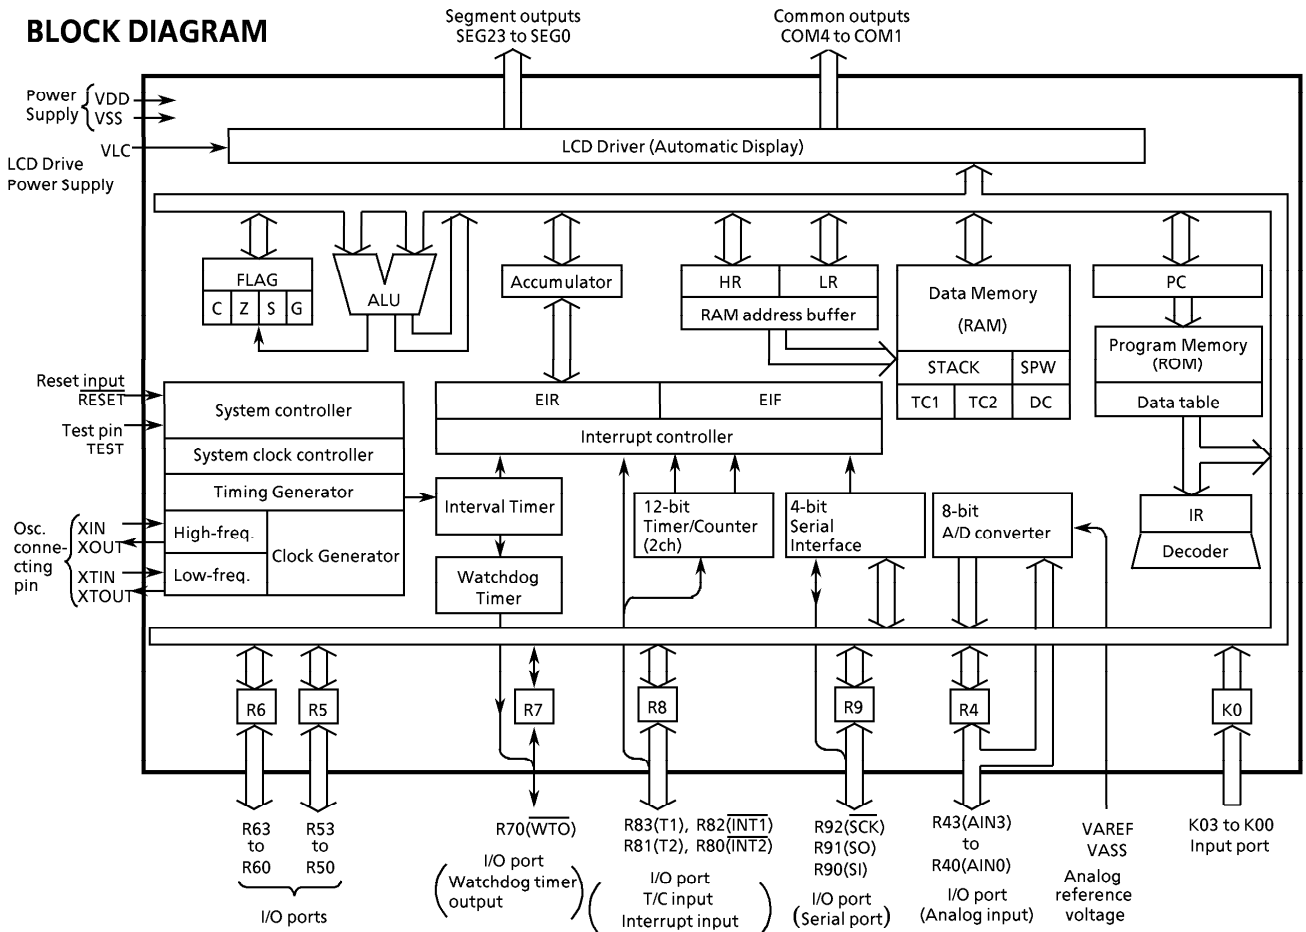 BLOCK DIAGRAM
Segment outputs
SEG23 to SEG0
Common outputs
COM4 to COM1
Power
Supply
VDD
VSS
VLC
LCD Drive
Power Supply
LCD Driver (Automatic Display)
FLAG
C Z S G
ALU
Accumulator
HR LR
RAM address buffer
Data Memory
(RAM)
STACK SPW
TC1 TC2 DC
PC
Program Memory
(ROM)
Data table
IR
Decoder
Reset input
RESET
Test pin
TEST
Osc.
conne-
cting
pin
XIN
XOUT
XTIN
XTOUT
System controller
System clock controller
Timing Generator
High-freq.
Low-freq.
Clock Generator
EIR EIF
Interrupt controller
Interval Timer
Watchdog
Timer
12-bit
Timer/Counter
(2ch)
4-bit
Serial
Interface
8-bit
A/D converter
R6 R5 R7 R8 R9 R4 K0
R63
to
R60
R53
to
R50
I/O ports
R70(WTO)
I/O port
(Watchdog timer
output)
R83(T1), R82(INT1)
R81(T2), R80(INT2)
(I/O port
T/C input
Interrupt input)
R92(SCK)
R91(SO)
R90(SI)
I/O port
(Serial port)
R43(AIN3)
to
R40(AIN0)
I/O port
(Analog input)
VAREF
VASS
Analog
reference
voltage
K03 to K00
Input port